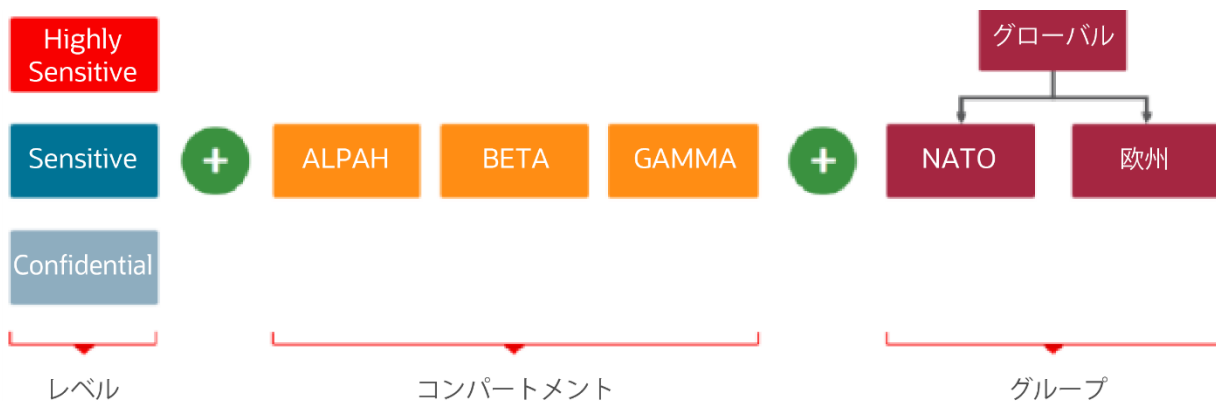 Highly
Sensitive
グローバル
Sensitive
+
ALPAH
BETA
GAMMA
+
NATO
欧州
Confidential
レベル
コンパートメント
グループ